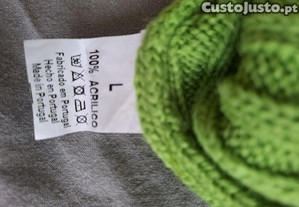 Custojusto.pt
L
100% ACRILICO
Fabricado em Portugal
Hecho en Portugal
Made in Portugal